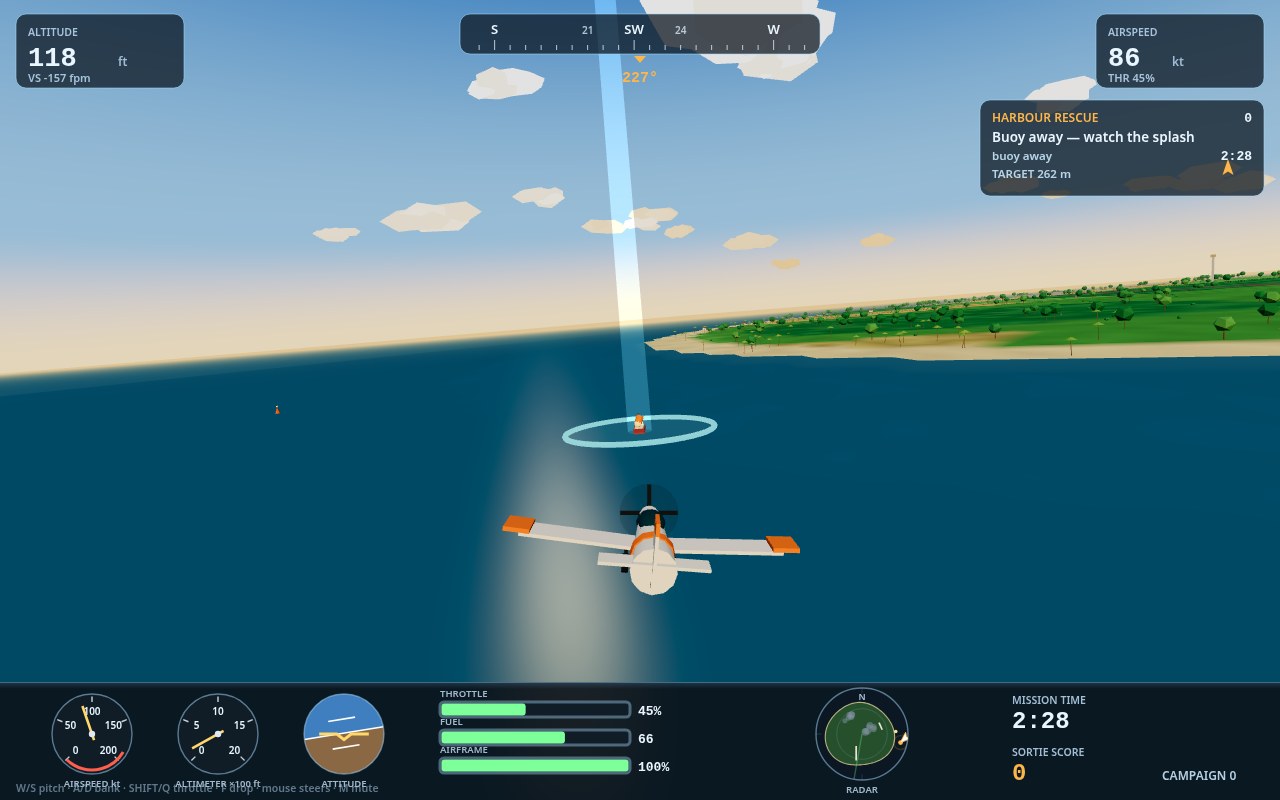 ALTITUDE
118 ft
VS -157 fpm
S 21 SW 24 W
227°
AIRSPEED
86 kt
THR 45%
HARBOUR RESCUE 0
Buoy away — watch the splash
buoy away 2:28
TARGET 262 m
50 100 150
0 200
AIRSPEED kt
5 10 15
0 20
ALTIMETER ×100 ft
ATTITUDE
THROTTLE
45%
FUEL
66
AIRFRAME
100%
N
RADAR
MISSION TIME
2:28
SORTIE SCORE
0
CAMPAIGN 0
W/S pitch · A/D bank · SHIFT/Q throttle · F drop · mouse steers · M mute